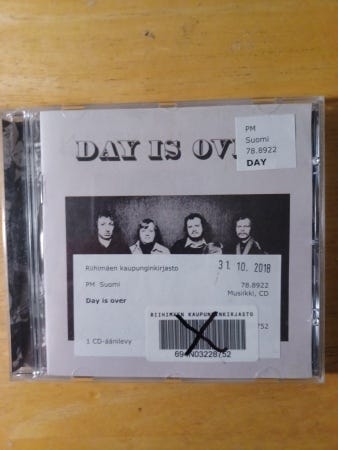 DAY IS OV
PM
Suomi
78.8922
DAY
Riihimäen kaupunginkirjasto
31. 10. 2018
PM Suomi
78.8922
Musiikki, CD
Day is over
RIIHIMÄEN KAUPUNGINKIRJASTO
694N03228752
1 CD-äänilevy